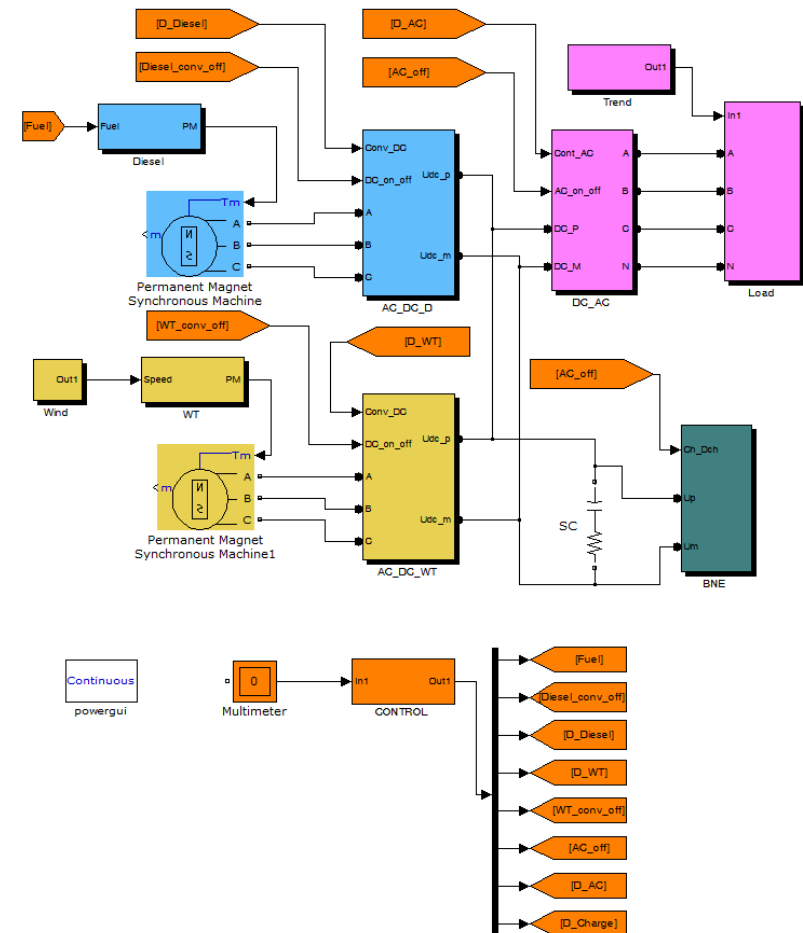 [D_Diesel]
[D_AC]
[Diesel_conv_off]
[AC_off]
Out1
Trend
[Fuel]
Fuel PM
Diesel
In1
Conv_DC
DC_on_off
A
B
C
Udc_p
Udc_m
AC_DC_D
Cont_AC
AC_on_off
DC_P
DC_M
A
B
C
N
DC_AC
A
B
C
N
Load
Tm
m
A
B
C
N
S
Permanent Magnet
Synchronous Machine
[WT_conv_off]
[D_WT]
[AC_off]
Out1
Wind
Speed PM
WT
Conv_DC
DC_on_off
A
B
C
Udc_p
Udc_m
AC_DC_WT
Tm
m
A
B
C
N
S
Permanent Magnet
Synchronous Machine1
SC
Ch_Dch
Up
Um
BNE
Continuous
powergui
0
Multimeter
In1 Out1
CONTROL
[Fuel]
[Diesel_conv_off]
[D_Diesel]
[D_WT]
[WT_conv_off]
[AC_off]
[D_AC]
[D_Charge]